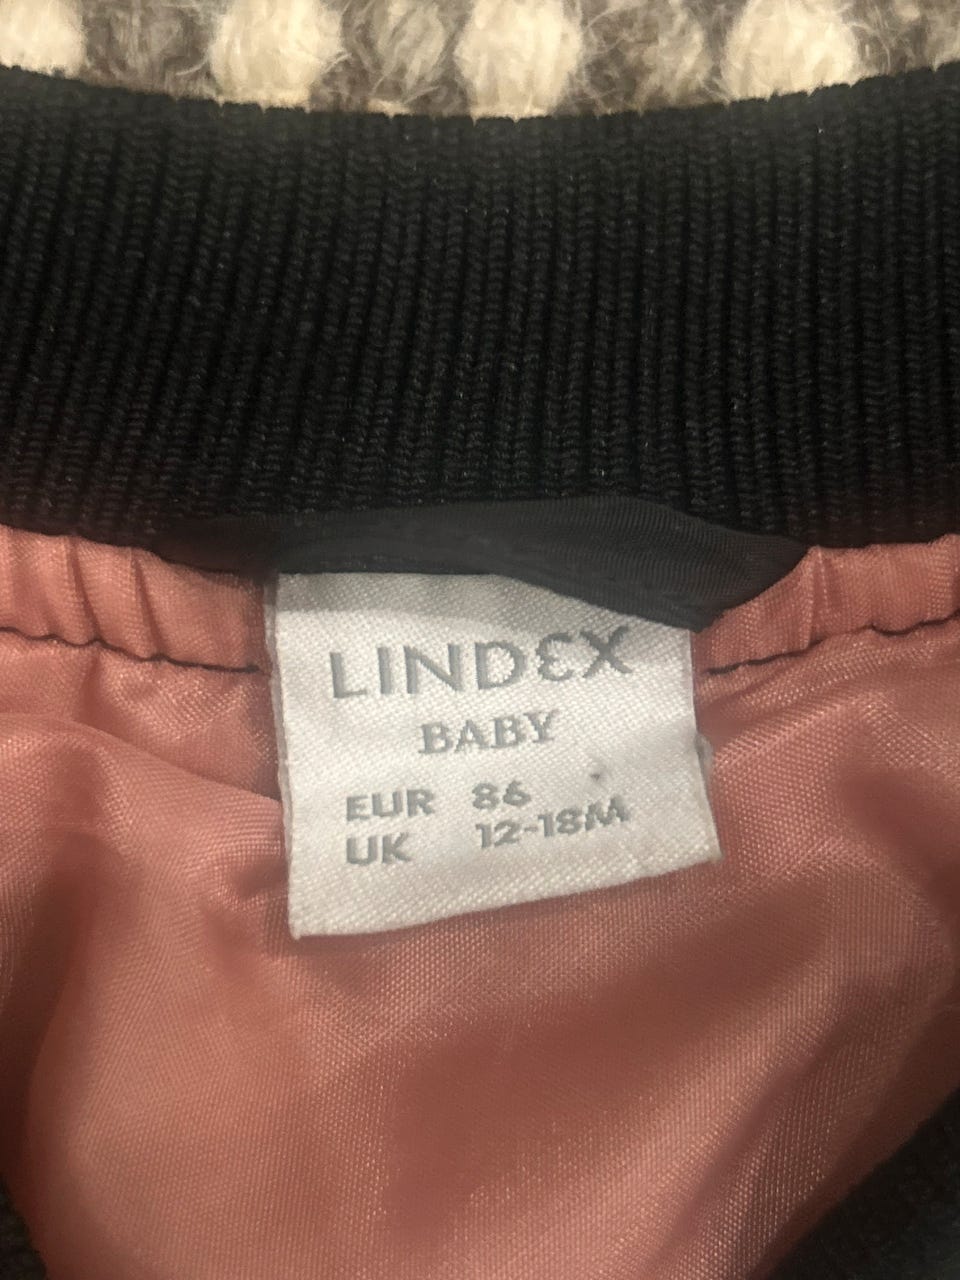 LINDEX
BABY
EUR 86
UK 12-18M